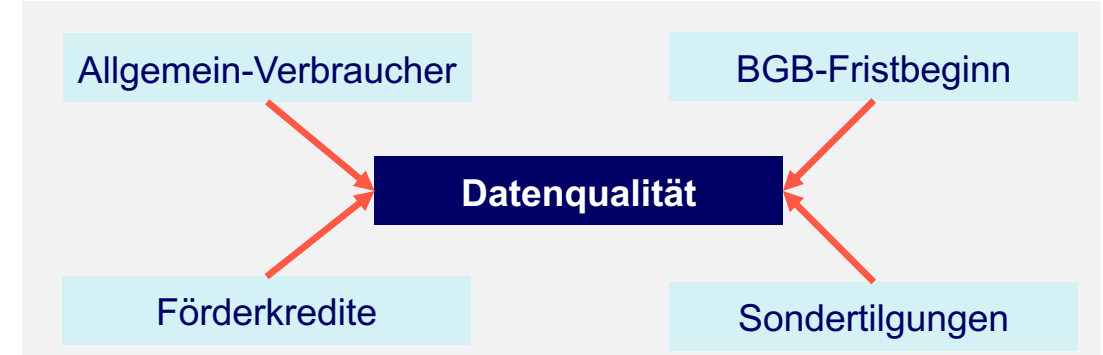 Allgemein-Verbraucher
BGB-Fristbeginn
Datenqualität
Förderkredite
Sondertilgungen